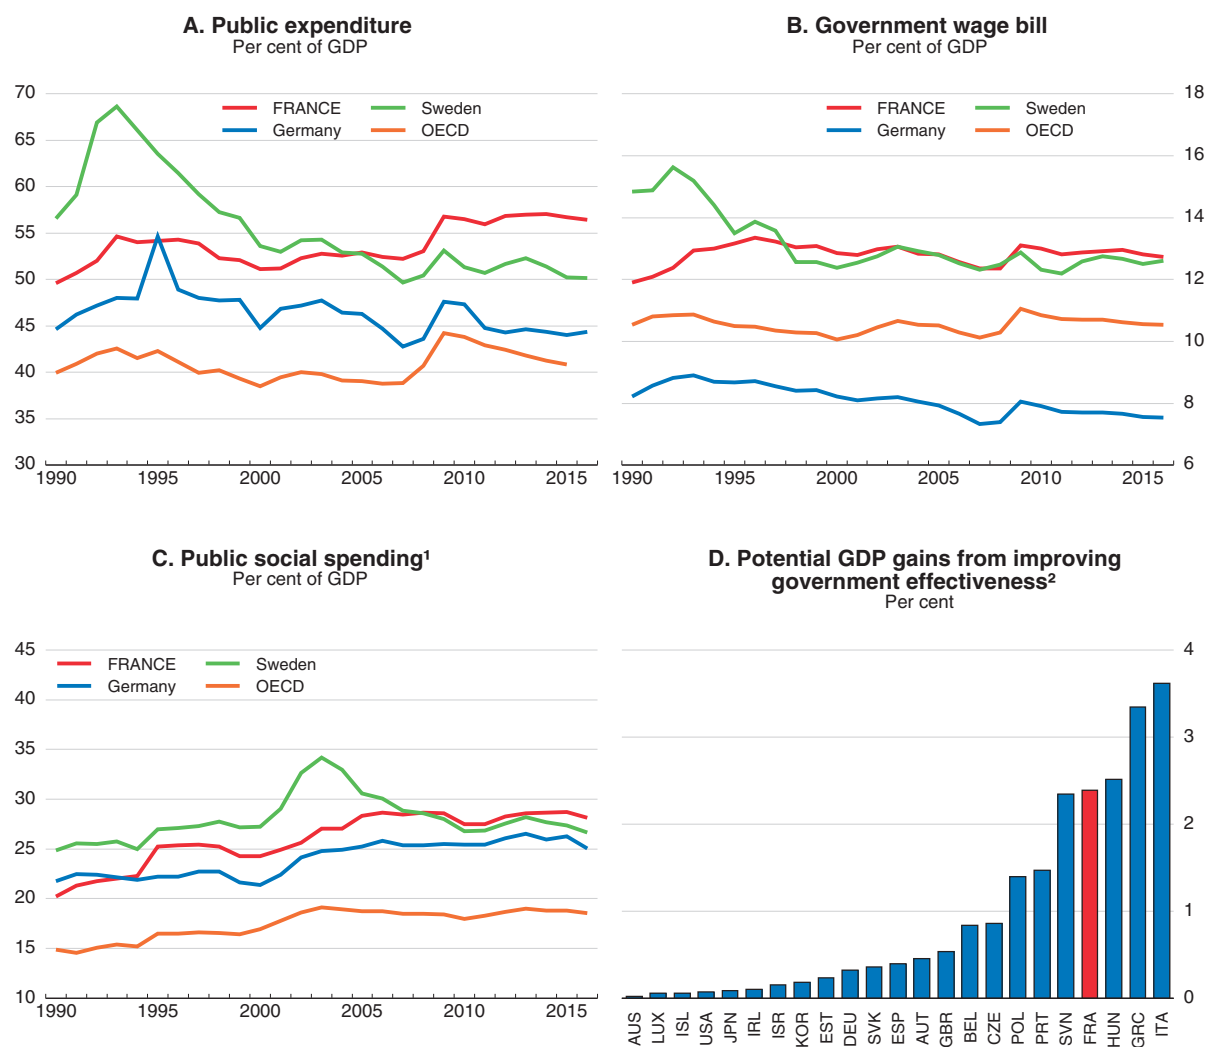 A. Public expenditure
Per cent of GDP
70
65
60
55
50
45
40
35
30
FRANCE
Sweden
Germany
OECD
1990
1995
2000
2005
2010
2015
B. Government wage bill
Per cent of GDP
18
16
14
12
10
8
6
FRANCE
Sweden
Germany
OECD
1990
1995
2000
2005
2010
2015
C. Public social spending¹
Per cent of GDP
45
40
35
30
25
20
15
10
FRANCE
Sweden
Germany
OECD
1990
1995
2000
2005
2010
2015
D. Potential GDP gains from improving
government effectiveness²
Per cent
4
3
2
1
0
AUS
LUX
ISL
USA
JPN
IRL
ISR
KOR
EST
DEU
SVK
ESP
AUT
GBR
BEL
CZE
POL
PRT
SVN
FRA
HUN
GRC
ITA